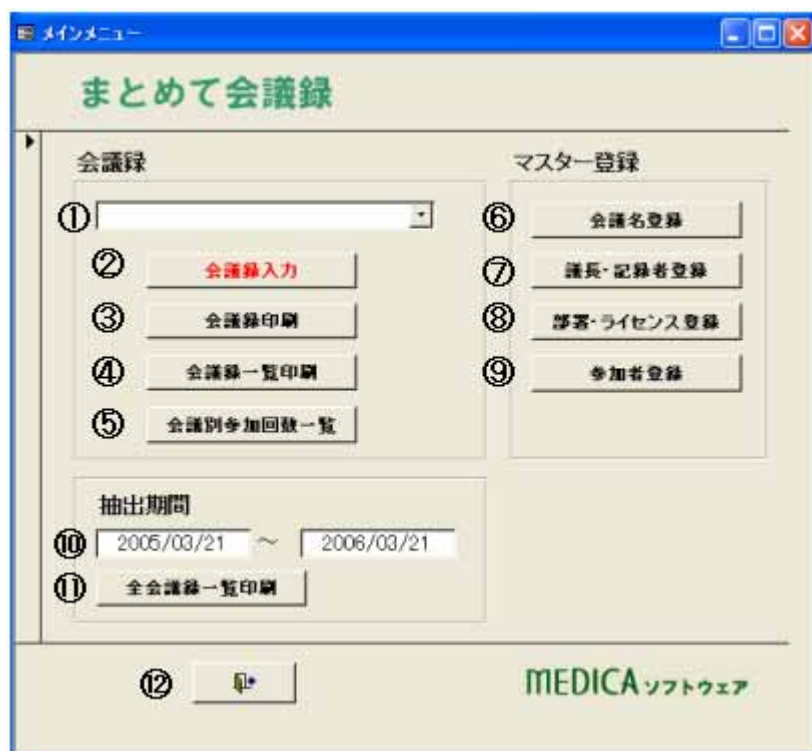 メインメニュー
まとめて会議録
会議録
①
② 会議録入力
③ 会議録印刷
④ 会議録一覧印刷
⑤ 会議別参加回数一覧
マスター登録
⑥ 会議名登録
⑦ 議長・記録者登録
⑧ 部署・ライセンス登録
⑨ 参加者登録
抽出期間
⑩ 2005/03/21 ～ 2006/03/21
⑪ 全会議録一覧印刷
⑫
MEDICAソフトウェア